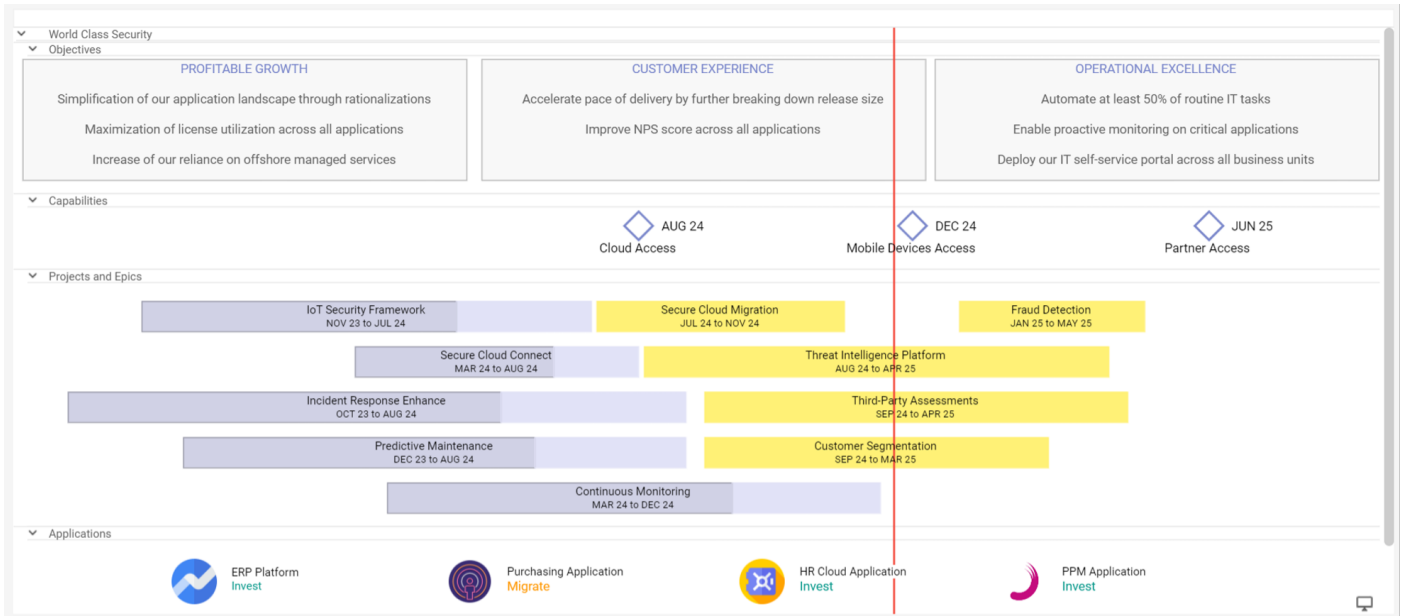 World Class Security
Objectives
PROFITABLE GROWTH
Simplification of our application landscape through rationalizations
Maximization of license utilization across all applications
Increase of our reliance on offshore managed services
CUSTOMER EXPERIENCE
Accelerate pace of delivery by further breaking down release size
Improve NPS score across all applications
OPERATIONAL EXCELLENCE
Automate at least 50% of routine IT tasks
Enable proactive monitoring on critical applications
Deploy our IT self-service portal across all business units
Capabilities
AUG 24
Cloud Access
DEC 24
Mobile Devices Access
JUN 25
Partner Access
Projects and Epics
IoT Security Framework
NOV 23 to JUL 24
Secure Cloud Migration
JUL 24 to NOV 24
Fraud Detection
JAN 25 to MAY 25
Secure Cloud Connect
MAR 24 to AUG 24
Threat Intelligence Platform
AUG 24 to APR 25
Incident Response Enhance
OCT 23 to AUG 24
Third-Party Assessments
SEP 24 to APR 25
Predictive Maintenance
DEC 23 to AUG 24
Customer Segmentation
SEP 24 to MAR 25
Continuous Monitoring
MAR 24 to DEC 24
Applications
ERP Platform
Invest
Purchasing Application
Migrate
HR Cloud Application
Invest
PPM Application
Invest